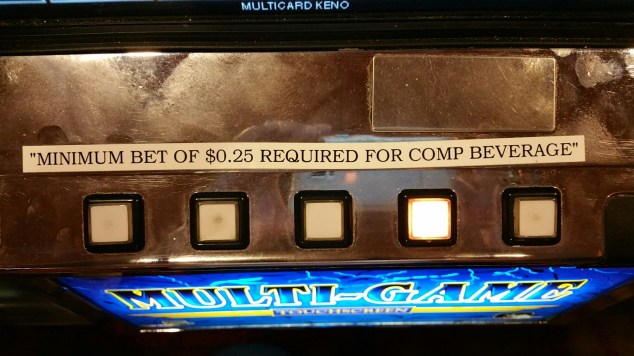 MULTICARD KENO
"MINIMUM BET OF $0.25 REQUIRED FOR COMP BEVERAGE"
MULTI-GAME
TOUCHSCREEN